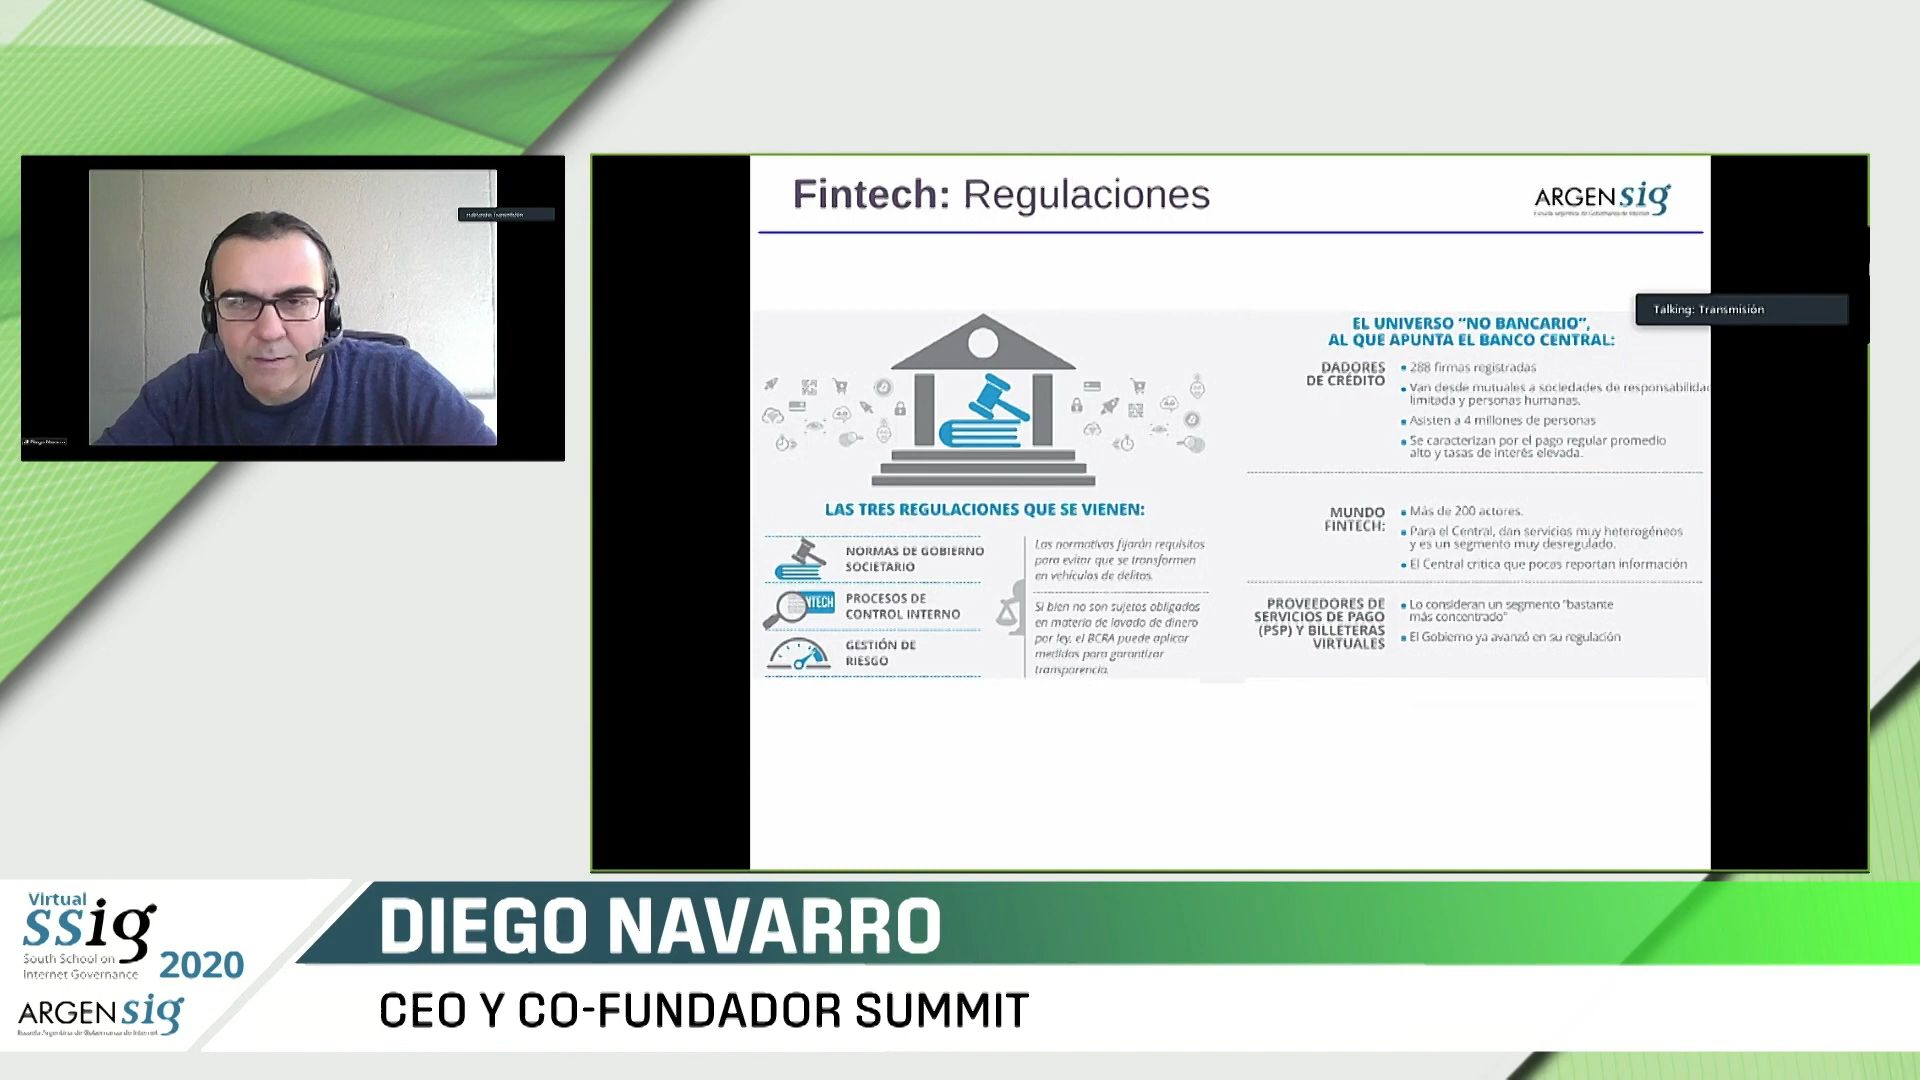 Fintech: Regulaciones
ARGENsig
Talking: Transmisión
LAS TRES REGULACIONES QUE SE VIENEN:
NORMAS DE GOBIERNO
SOCIETARIO
PROCESOS DE
CONTROL INTERNO
GESTIÓN DE
RIESGO
Las normativas fijarán requisitos
para evitar que se transformen
en vehículos de delitos.
Si bien no son sujetos obligados
en materia de lavado de dinero
por ley, el BCRA puede aplicar
medidas para garantizar
transparencia.
EL UNIVERSO "NO BANCARIO",
AL QUE APUNTA EL BANCO CENTRAL:
DADORES
DE CRÉDITO
288 firmas registradas
Van desde mutuales a sociedades de responsabilidad
limitada y personas humanas.
Asisten a 4 millones de personas
Se caracterizan por el pago regular promedio
alto y tasas de interés elevada.
MUNDO
FINTECH:
Más de 200 actores.
Para el Central, dan servicios muy heterogéneos
y es un segmento muy desregulado.
El Central critica que pocas reportan información
PROVEEDORES DE
SERVICIOS DE PAGO
(PSP) Y BILLETERAS
VIRTUALES
Lo consideran un segmento "bastante
más concentrado"
El Gobierno ya avanzó en su regulación
Virtual
ssig
South School on
Internet Governance
2020
ARGENsig
Escuela Argentina de Gobernanza de Internet
DIEGO NAVARRO
CEO Y CO-FUNDADOR SUMMIT